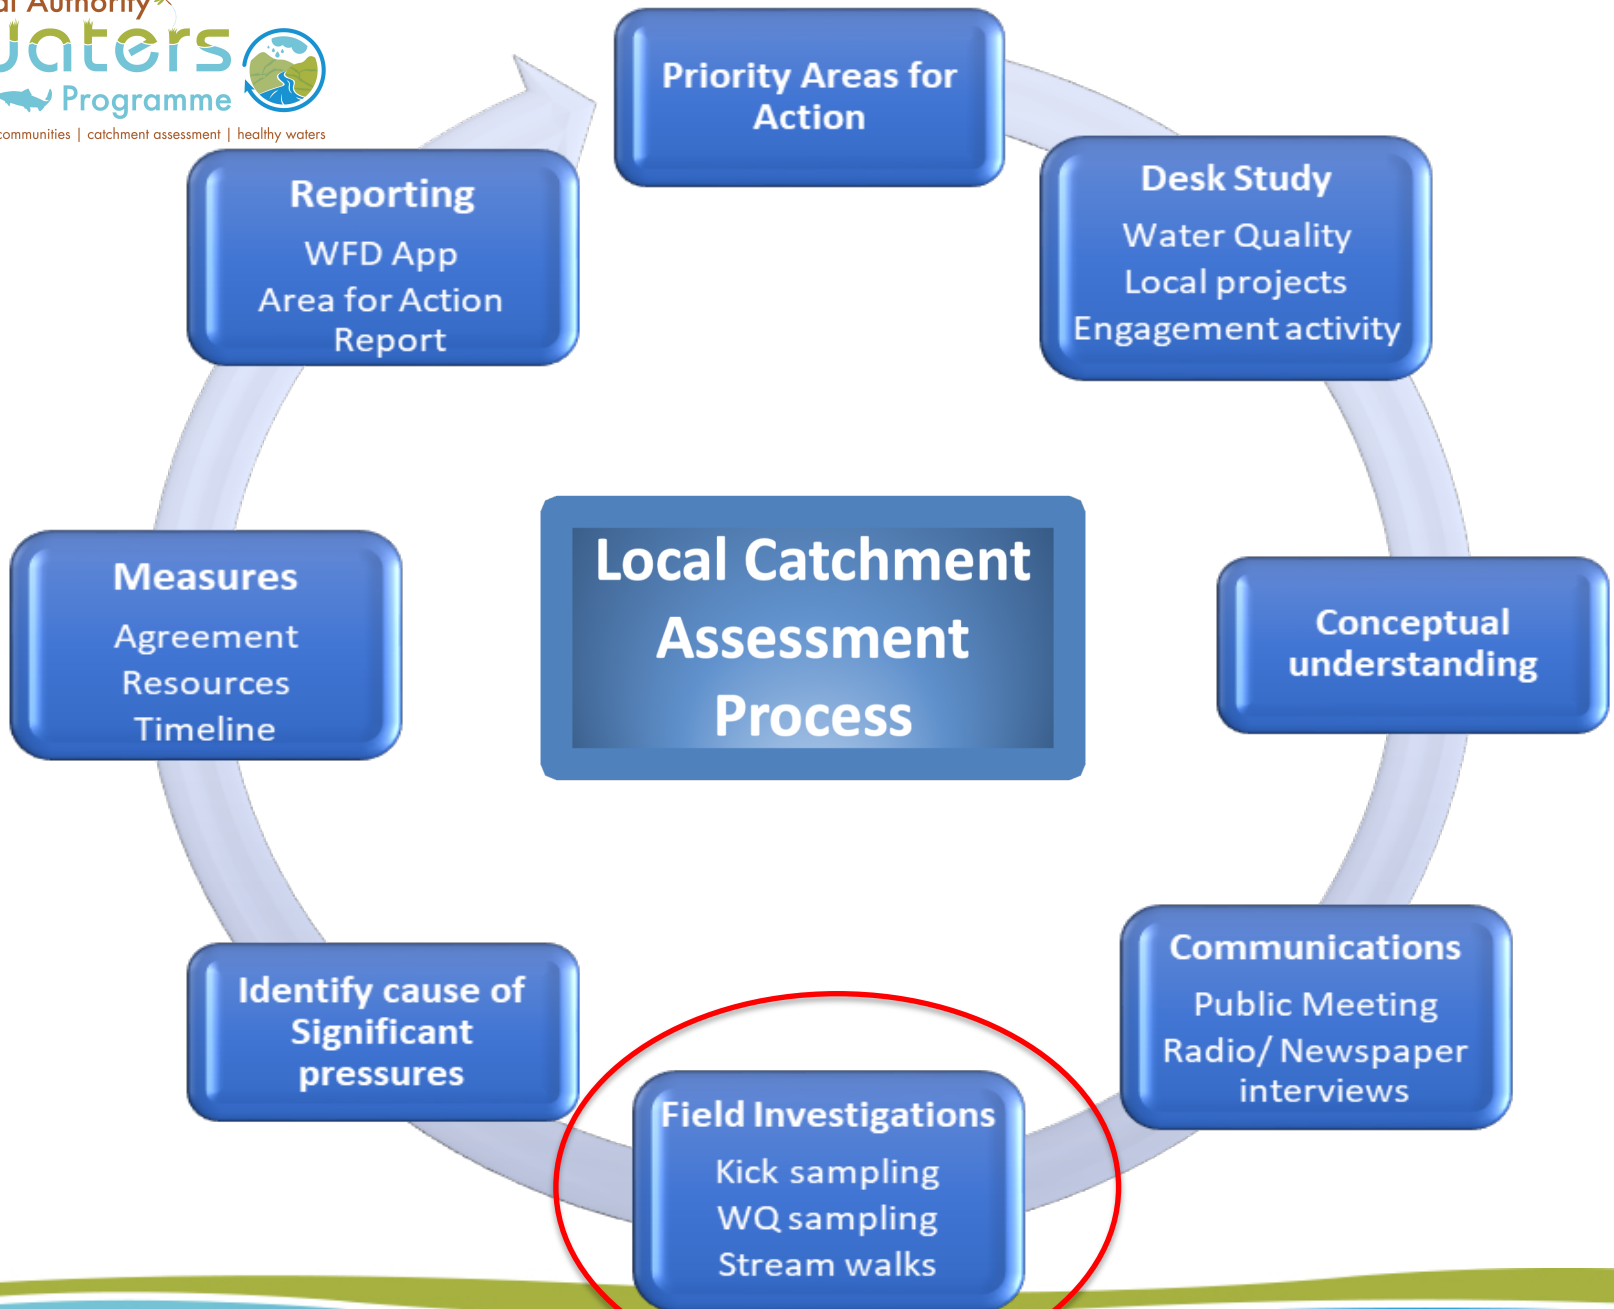 Authority
Programme
communities | catchment assessment | healthy waters
Priority Areas for
Action
Desk Study
Water Quality
Local projects
Engagement activity
Conceptual
understanding
Communications
Public Meeting
Radio/ Newspaper
interviews
Field Investigations
Kick sampling
WQ sampling
Stream walks
Identify cause of
Significant
pressures
Measures
Agreement
Resources
Timeline
Reporting
WFD App
Area for Action
Report
Local Catchment
Assessment
Process